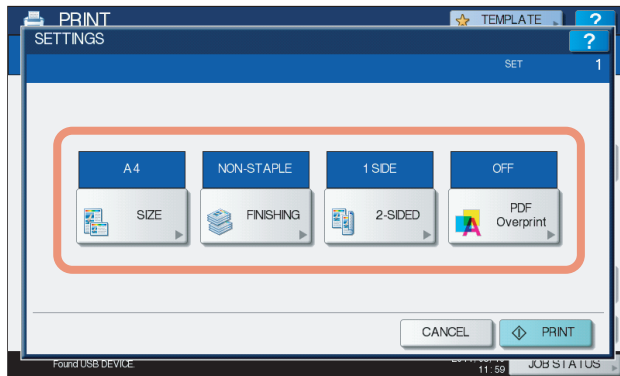 PRINT
TEMPLATE
?
SETTINGS
?
SET 1
A4
NON-STAPLE
1 SIDE
OFF
SIZE
FINISHING
2-SIDED
PDF
Overprint
CANCEL
PRINT
Found USB DEVICE.
11:59
JOB STATUS